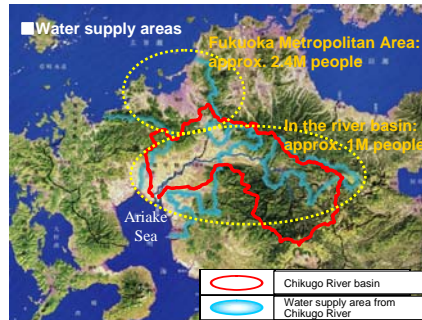 ■Water supply areas
Fukuoka Metropolitan Area:
approx. 2.4M people
In the river basin:
approx. 1M people
Ariake
Sea
Chikugo River basin
Water supply area from
Chikugo River